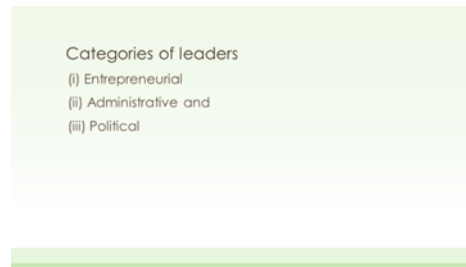 Categories of leaders
(i) Entrepreneurial
(ii) Administrative and
(iii) Political